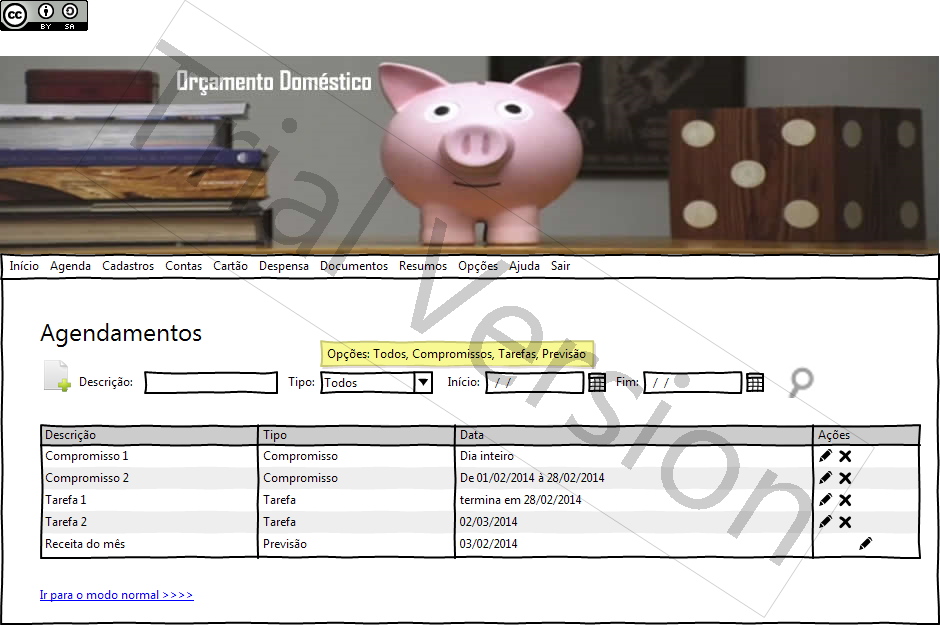 cc BY SA
Orçamento Doméstico
Início Agenda Cadastros Contas Cartão Despensa Documentos Resumos Opções Ajuda Sair
Agendamentos
Opções: Todos, Compromissos, Tarefas, Previsão
Descrição: Tipo: Todos Início: / / Fim: / /
Descrição Tipo Data Ações
Compromisso 1 Compromisso Dia inteiro
Compromisso 2 Compromisso De 01/02/2014 à 28/02/2014
Tarefa 1 Tarefa termina em 28/02/2014
Tarefa 2 Tarefa 02/03/2014
Receita do mês Previsão 03/02/2014
Ir para o modo normal >>>>
Trial Version